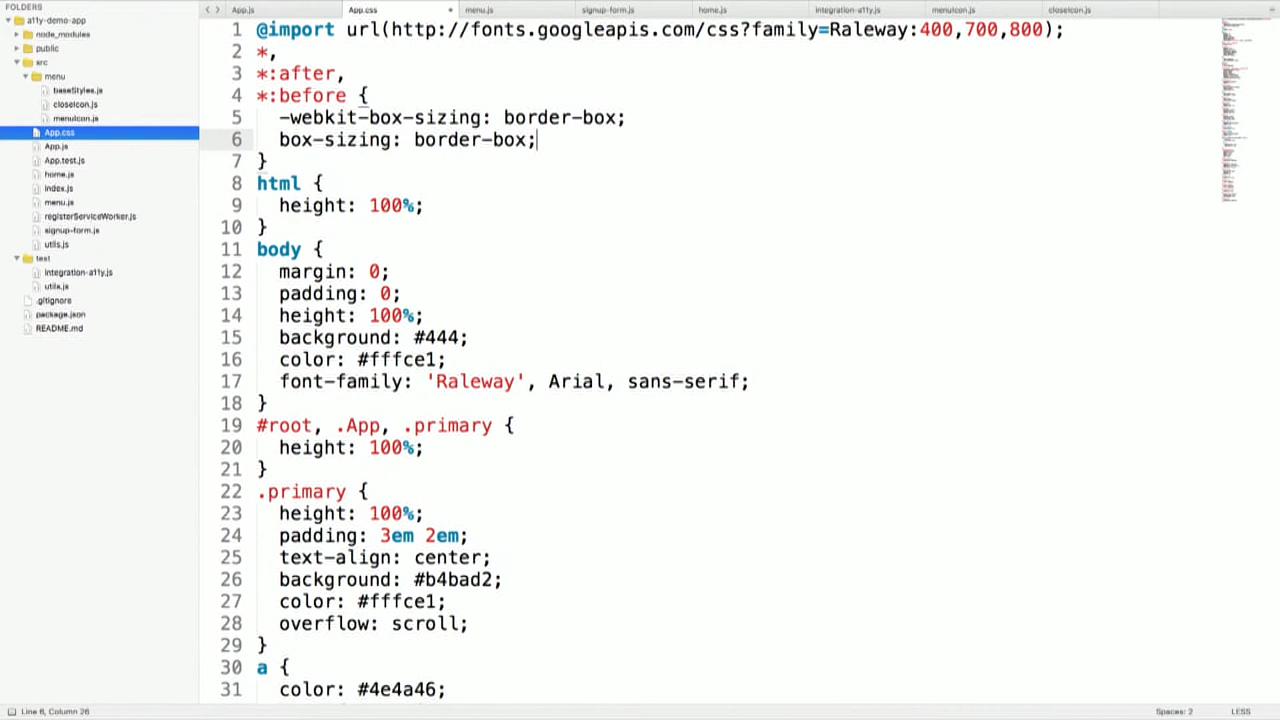 FOLDERS
a11y-demo-app
node_modules
public
src
menu
baseStyles.js
closeIcon.js
menuIcon.js
App.css
App.js
App.test.js
home.js
index.js
menu.js
registerServiceWorker.js
signup-form.js
utils.js
test
integration-a11y.js
utils.js
.gitignore
package.json
README.md
App.js App.css menu.js signup-form.js home.js integration-a11y.js menuIcon.js closeIcon.js
1 @import url(http://fonts.googleapis.com/css?family=Raleway:400,700,800);
2 *,
3 *:after,
4 *:before {
5 -webkit-box-sizing: border-box;
6 box-sizing: border-box;
7 }
8 html {
9 height: 100%;
10 }
11 body {
12 margin: 0;
13 padding: 0;
14 height: 100%;
15 background: #444;
16 color: #fffce1;
17 font-family: 'Raleway', Arial, sans-serif;
18 }
19 #root, .App, .primary {
20 height: 100%;
21 }
22 .primary {
23 height: 100%;
24 padding: 3em 2em;
25 text-align: center;
26 background: #b4bad2;
27 color: #fffce1;
28 overflow: scroll;
29 }
30 a {
31 color: #4e4a46;
Line 6, Column 26 Spaces: 2 LESS